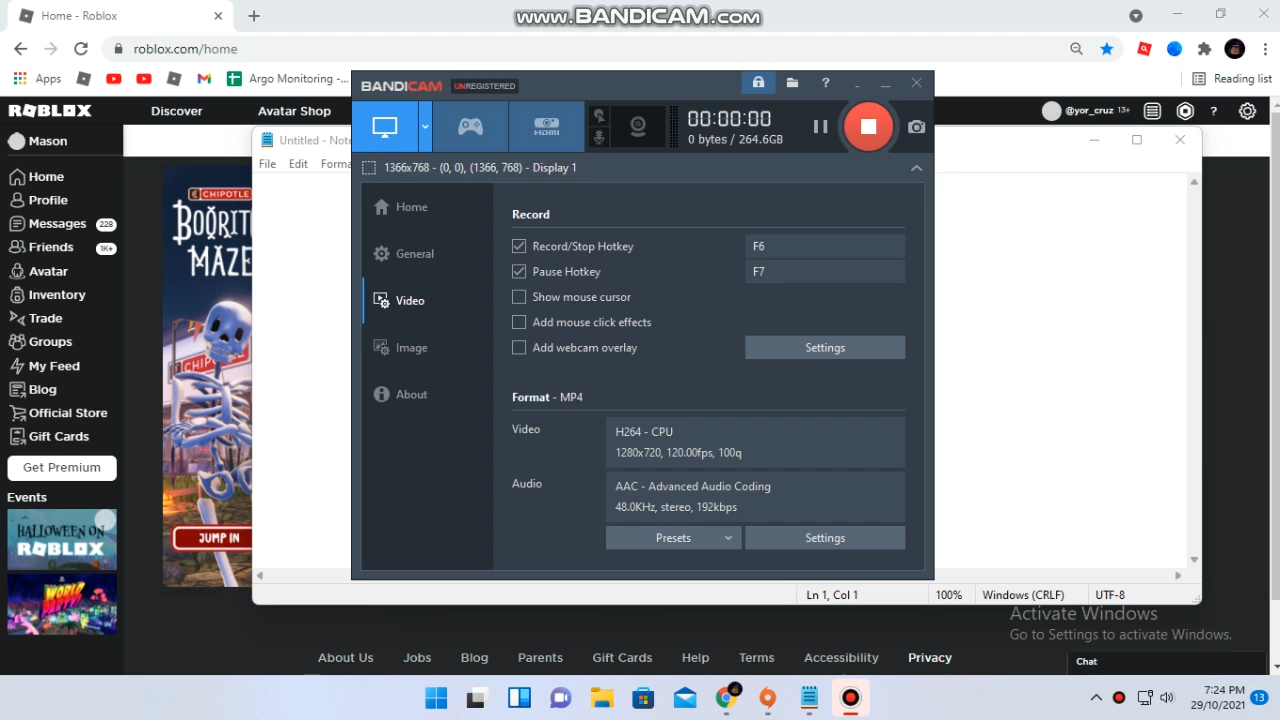 Home - Roblox
www.BANDICAM.com
roblox.com/home
Apps
Argo Monitoring -...
Reading list
ROBLOX
Discover
Avatar Shop
@yor_cruz 13+
Mason
Home
Profile
Messages 228
Friends 1K+
Avatar
Inventory
Trade
Groups
My Feed
Blog
Official Store
Gift Cards
Get Premium
Events
HALLOWEEN ON
ROBLOX
WORLD
PARTY
CHIPOTLE
BOORITO
MAZE
CHIPO
JUMP IN
Untitled - Note
File Edit Forma
BANDICAM UNREGISTERED
?
HDMI
00:00:00
0 bytes / 264.6GB
1366x768 - (0, 0), (1366, 768) - Display 1
Home
General
Video
Image
About
Record
Record/Stop Hotkey F6
Pause Hotkey F7
Show mouse cursor
Add mouse click effects
Add webcam overlay Settings
Format - MP4
Video
H264 - CPU
1280x720, 120.00fps, 100q
Audio
AAC - Advanced Audio Coding
48.0KHz, stereo, 192kbps
Presets Settings
Ln 1, Col 1 100% Windows (CRLF) UTF-8
Activate Windows
Go to Settings to activate Windows.
About Us Jobs Blog Parents Gift Cards Help Terms Accessibility Privacy
Chat
7:24 PM
29/10/2021
13